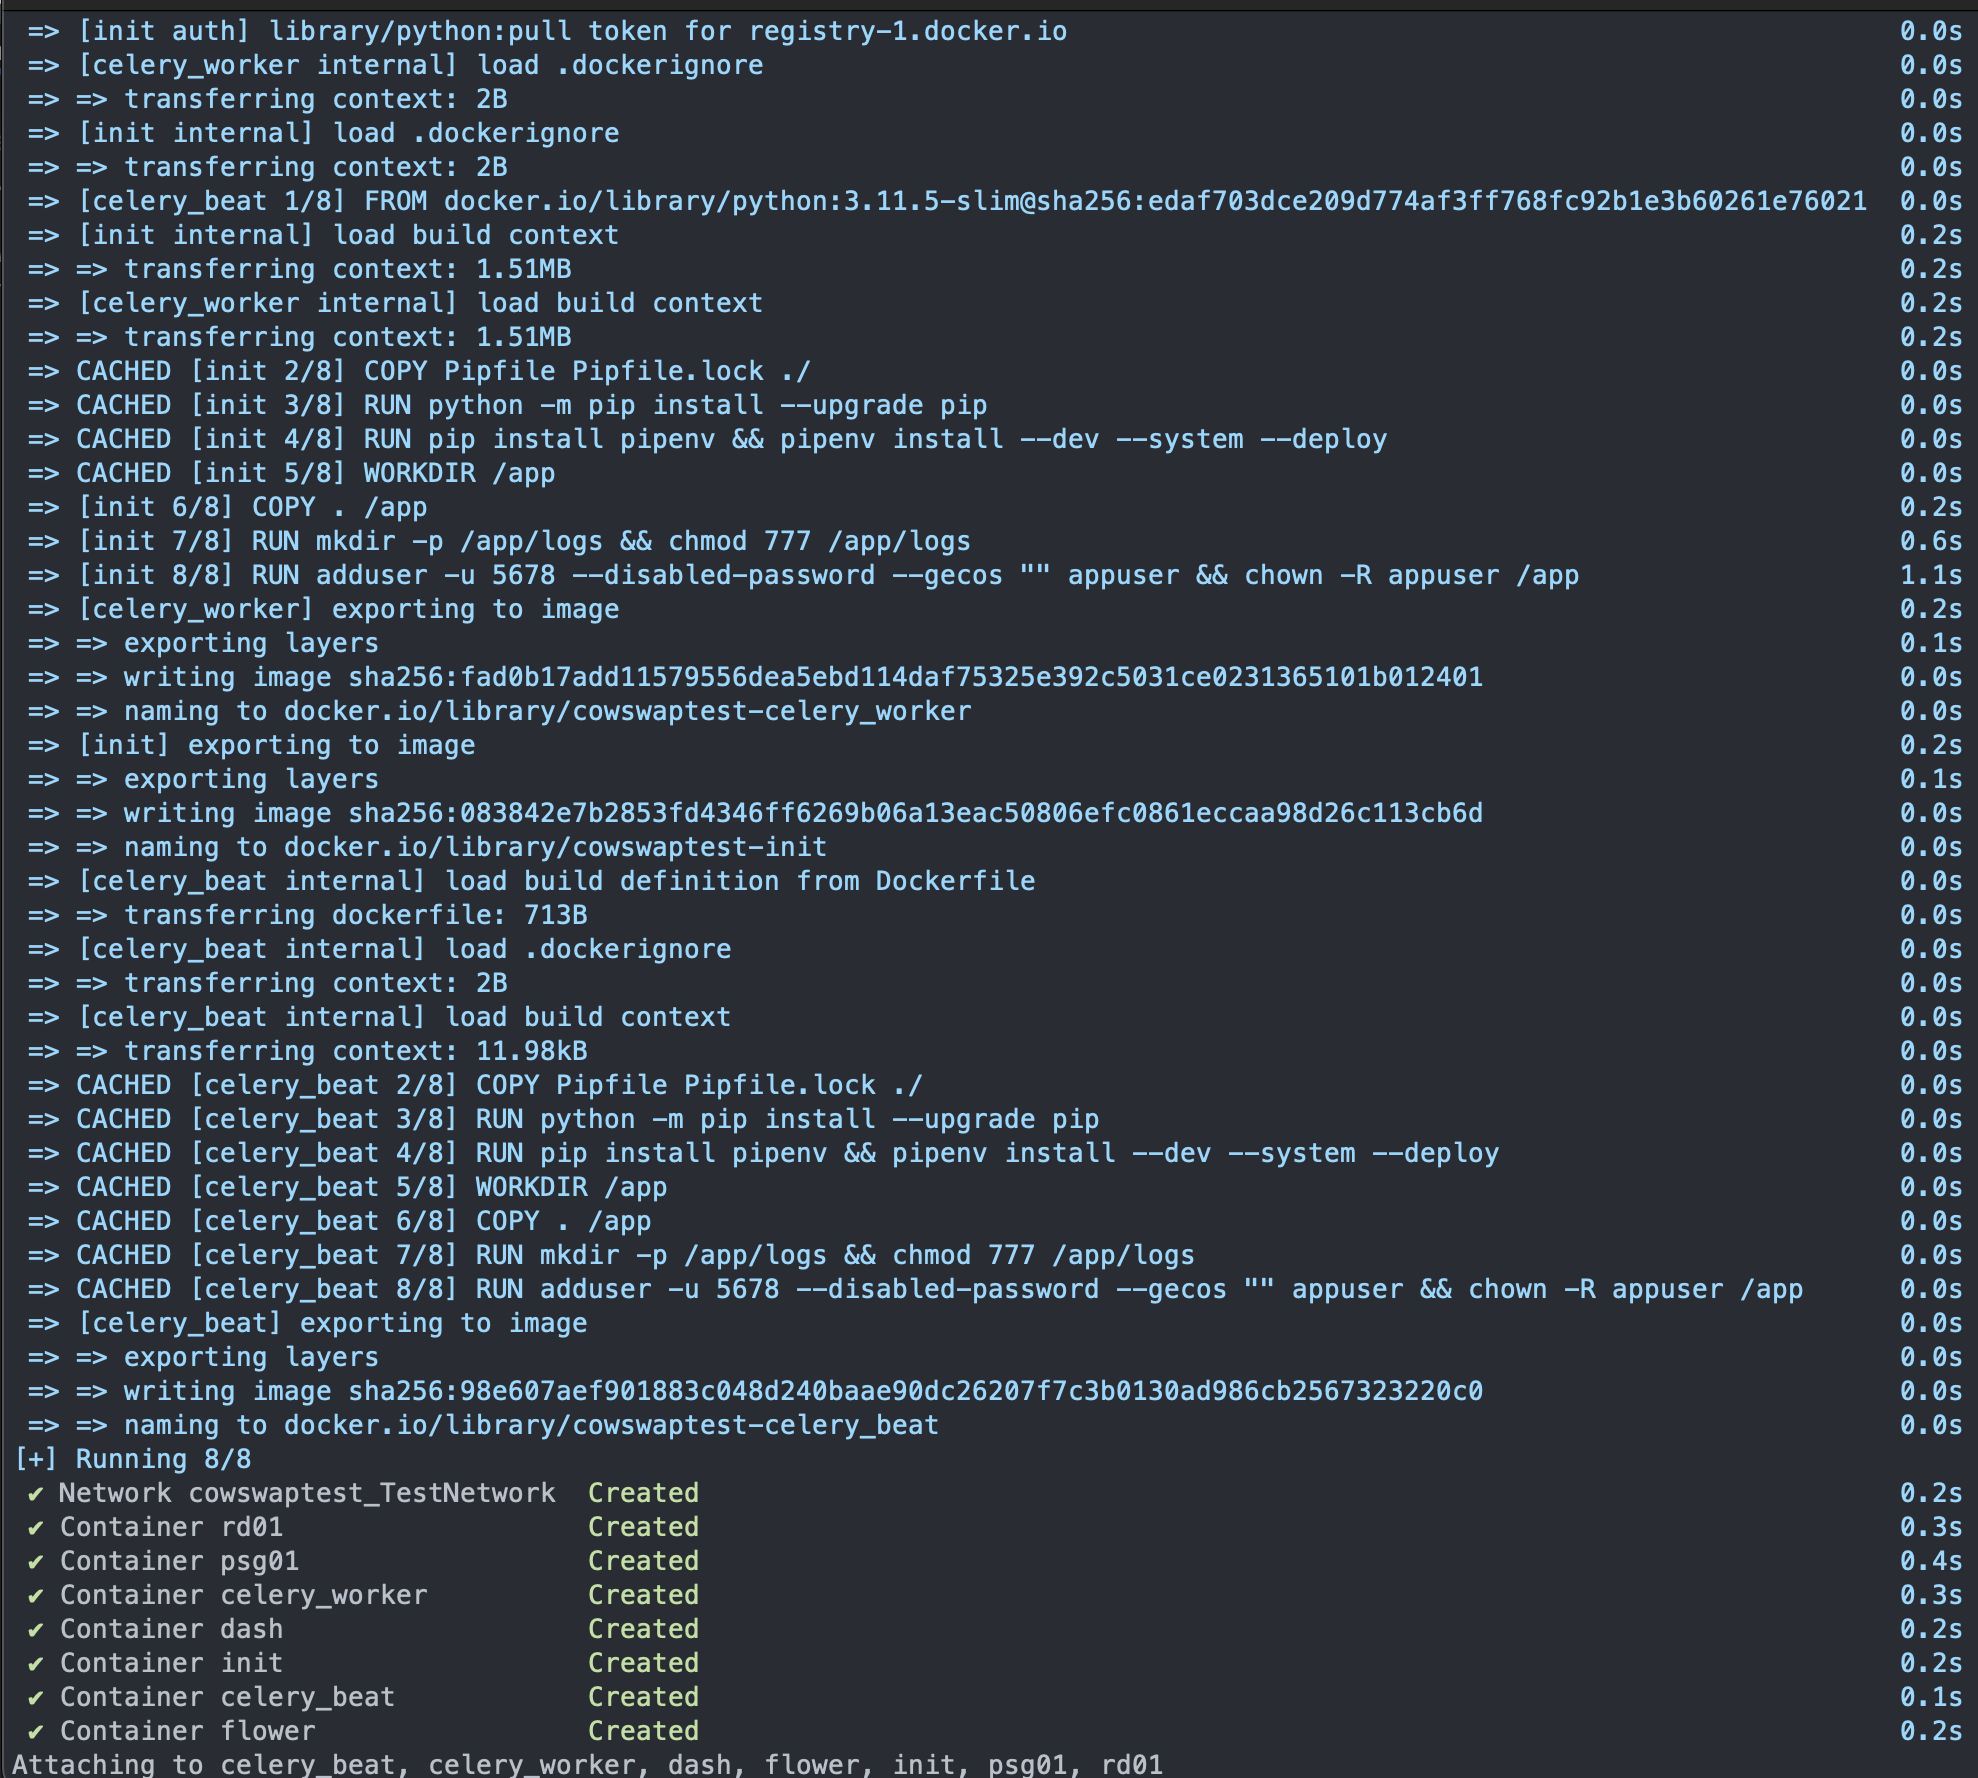 => [init auth] library/python:pull token for registry-1.docker.io 0.0s
=> [celery_worker internal] load .dockerignore 0.0s
=> => transferring context: 2B 0.0s
=> [init internal] load .dockerignore 0.0s
=> => transferring context: 2B 0.0s
=> [celery_beat 1/8] FROM docker.io/library/python:3.11.5-slim@sha256:edaf703dce209d774af3ff768fc92b1e3b60261e76021 0.0s
=> [init internal] load build context 0.2s
=> => transferring context: 1.51MB 0.2s
=> [celery_worker internal] load build context 0.2s
=> => transferring context: 1.51MB 0.2s
=> CACHED [init 2/8] COPY Pipfile Pipfile.lock ./ 0.0s
=> CACHED [init 3/8] RUN python -m pip install --upgrade pip 0.0s
=> CACHED [init 4/8] RUN pip install pipenv && pipenv install --dev --system --deploy 0.0s
=> CACHED [init 5/8] WORKDIR /app 0.0s
=> [init 6/8] COPY . /app 0.2s
=> [init 7/8] RUN mkdir -p /app/logs && chmod 777 /app/logs 0.6s
=> [init 8/8] RUN adduser -u 5678 --disabled-password --gecos "" appuser && chown -R appuser /app 1.1s
=> [celery_worker] exporting to image 0.2s
=> => exporting layers 0.1s
=> => writing image sha256:fad0b17add11579556dea5ebd114daf75325e392c5031ce0231365101b012401 0.0s
=> => naming to docker.io/library/cowswaptest-celery_worker 0.0s
=> [init] exporting to image 0.2s
=> => exporting layers 0.1s
=> => writing image sha256:083842e7b2853fd4346ff6269b06a13eac50806efc0861eccaa98d26c113cb6d 0.0s
=> => naming to docker.io/library/cowswaptest-init 0.0s
=> [celery_beat internal] load build definition from Dockerfile 0.0s
=> => transferring dockerfile: 713B 0.0s
=> [celery_beat internal] load .dockerignore 0.0s
=> => transferring context: 2B 0.0s
=> [celery_beat internal] load build context 0.0s
=> => transferring context: 11.98kB 0.0s
=> CACHED [celery_beat 2/8] COPY Pipfile Pipfile.lock ./ 0.0s
=> CACHED [celery_beat 3/8] RUN python -m pip install --upgrade pip 0.0s
=> CACHED [celery_beat 4/8] RUN pip install pipenv && pipenv install --dev --system --deploy 0.0s
=> CACHED [celery_beat 5/8] WORKDIR /app 0.0s
=> CACHED [celery_beat 6/8] COPY . /app 0.0s
=> CACHED [celery_beat 7/8] RUN mkdir -p /app/logs && chmod 777 /app/logs 0.0s
=> CACHED [celery_beat 8/8] RUN adduser -u 5678 --disabled-password --gecos "" appuser && chown -R appuser /app 0.0s
=> [celery_beat] exporting to image 0.0s
=> => exporting layers 0.0s
=> => writing image sha256:98e607aef901883c048d240baae90dc26207f7c3b0130ad986cb2567323220c0 0.0s
=> => naming to docker.io/library/cowswaptest-celery_beat 0.0s
[+] Running 8/8
✔ Network cowswaptest_TestNetwork Created 0.2s
✔ Container rd01 Created 0.3s
✔ Container psg01 Created 0.4s
✔ Container celery_worker Created 0.3s
✔ Container dash Created 0.2s
✔ Container init Created 0.2s
✔ Container celery_beat Created 0.1s
✔ Container flower Created 0.2s
Attaching to celery_beat, celery_worker, dash, flower, init, psg01, rd01